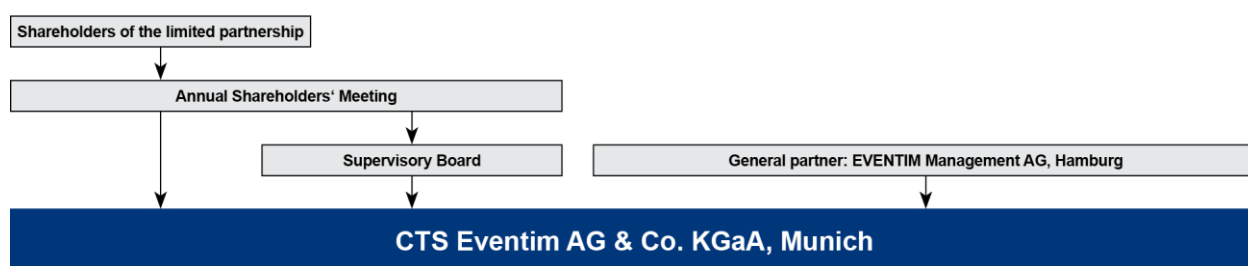 Shareholders of the limited partnership
Annual Shareholders‘ Meeting
Supervisory Board
General partner: EVENTIM Management AG, Hamburg
CTS Eventim AG & Co. KGaA, Munich